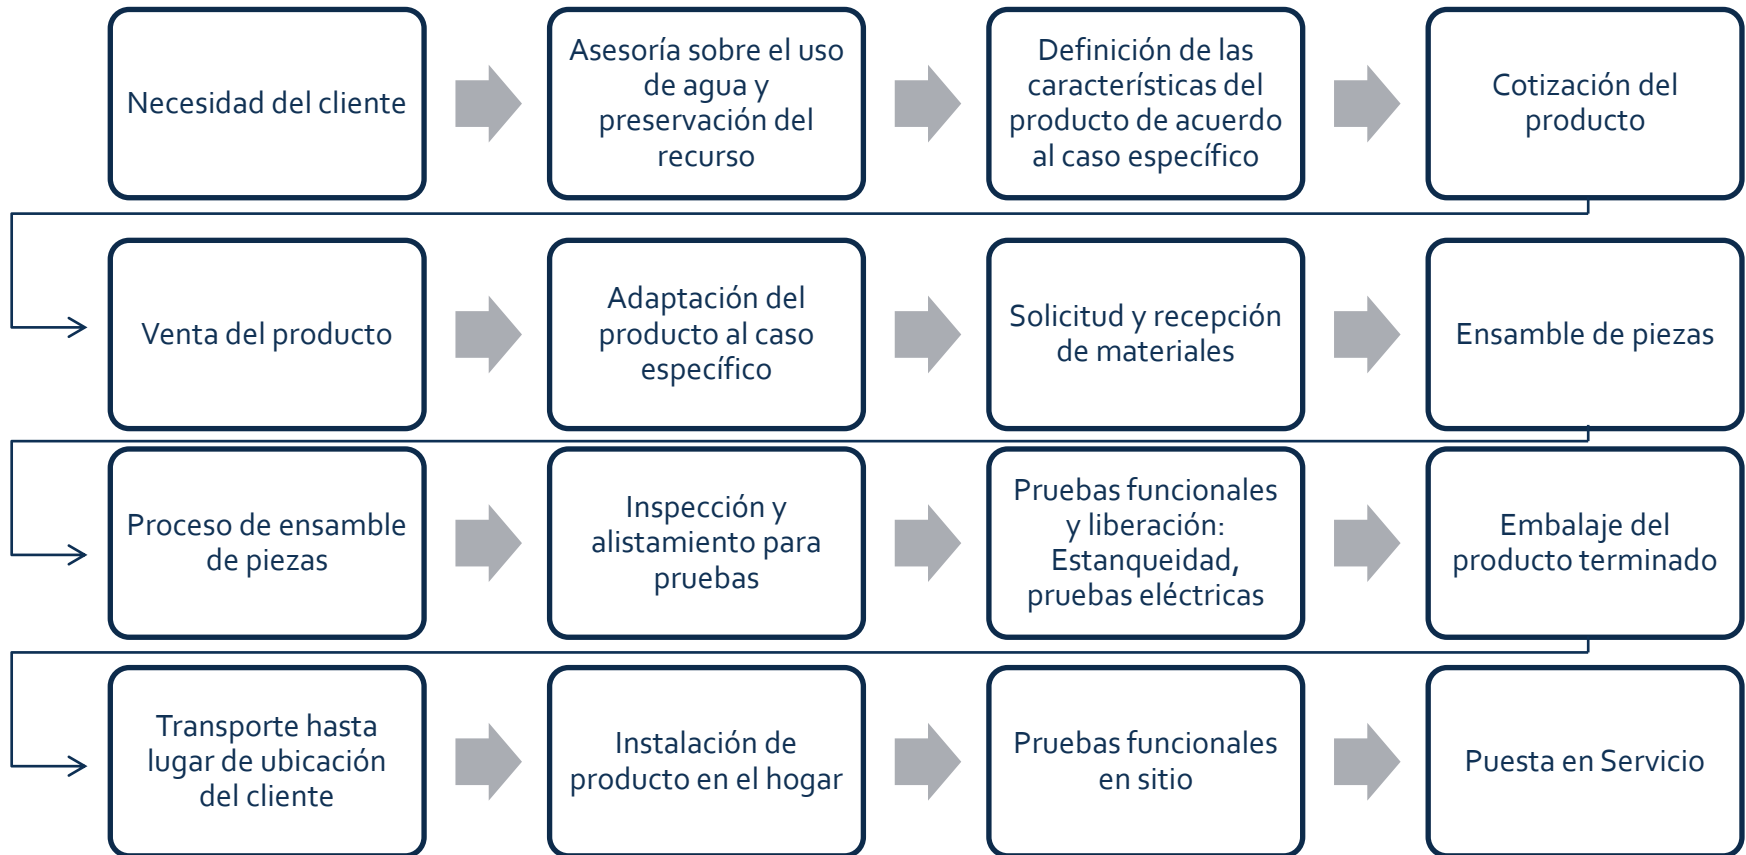 Necesidad del cliente
Asesoría sobre el uso
de agua y
preservación del
recurso
Definición de las
características del
producto de acuerdo
al caso específico
Cotización del
producto
Venta del producto
Adaptación del
producto al caso
específico
Solicitud y recepción
de materiales
Ensamble de piezas
Proceso de ensamble
de piezas
Inspección y
alistamiento para
pruebas
Pruebas funcionales
y liberación:
Estanqueidad,
pruebas eléctricas
Embalaje del
producto terminado
Transporte hasta
lugar de ubicación
del cliente
Instalación de
producto en el hogar
Pruebas funcionales
en sitio
Puesta en Servicio